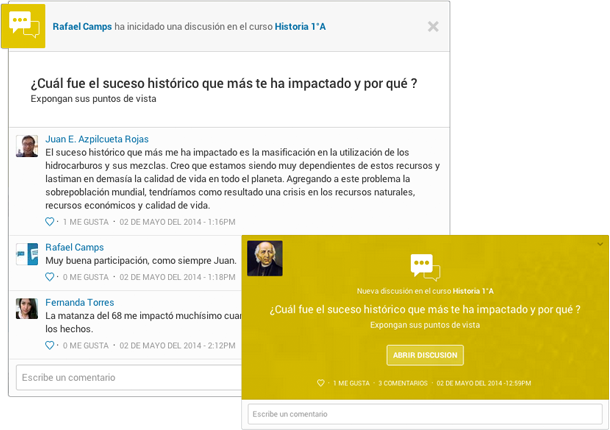 Rafael Camps ha inicidado una discusión en el curso Historia 1°A
¿Cuál fue el suceso histórico que más te ha impactado y por qué ?
Expongan sus puntos de vista
Juan E. Azpilcueta Rojas
El suceso histórico que más me ha impactado es la masificación en la utilización de los
hidrocarburos y sus mezclas. Creo que estamos siendo muy dependientes de estos recursos y
lastiman en demasía la calidad de vida en todo el planeta. Agregando a este problema la
sobrepoblación mundial, tendríamos como resultado una crisis en los recursos naturales,
recursos económicos y calidad de vida.
· 1 ME GUSTA · 02 DE MAYO DEL 2014 - 1:16PM
Rafael Camps
Muy buena participación, como siempre Juan.
· 0 ME GUSTA · 02 DE MAYO DEL 2014 - 1:18PM
Fernanda Torres
La matanza del 68 me impactó muchísimo
los hechos.
· 0 ME GUSTA · 02 DE MAYO DEL 2014 - 2:12PM
Escribe un comentario
Nueva discusión en el curso Historia 1°A
¿Cuál fue el suceso histórico que más te ha impactado y por qué ?
Expongan sus puntos de vista
ABRIR DISCUSION
· 1 ME GUSTA · 3 COMENTARIOS · 02 DE MAYO DEL 2014 -12:59PM
Escribe un comentario